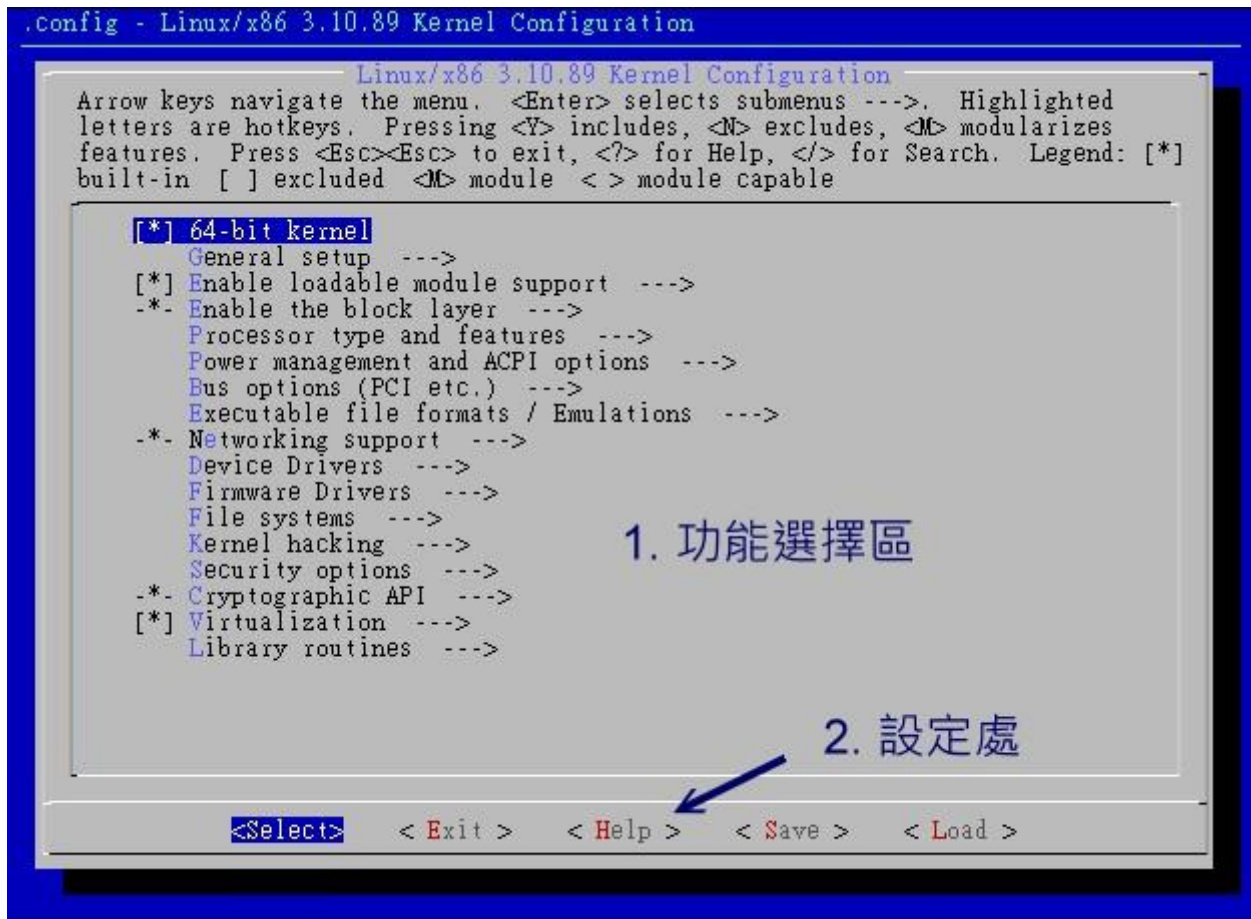 .config - Linux/x86 3.10.89 Kernel Configuration
Linux/x86 3.10.89 Kernel Configuration
Arrow keys navigate the menu.  <Enter> selects submenus --->.  Highlighted
letters are hotkeys.  Pressing <Y> includes, <N> excludes, <M> modularizes
features.  Press <Esc><Esc> to exit, <?> for Help, </> for Search.  Legend: [*]
built-in  [ ] excluded  <M> module  < > module capable
[*] 64-bit kernel
General setup  --->
[*] Enable loadable module support  --->
-*- Enable the block layer  --->
Processor type and features  --->
Power management and ACPI options  --->
Bus options (PCI etc.)  --->
Executable file formats / Emulations  --->
-*- Networking support  --->
Device Drivers  --->
Firmware Drivers  --->
File systems  --->
Kernel hacking  --->
1. 功能選擇區
Security options  --->
-*- Cryptographic API  --->
[*] Virtualization  --->
Library routines  --->
2. 設定處
<Select>    < Exit >    < Help >    < Save >    < Load >